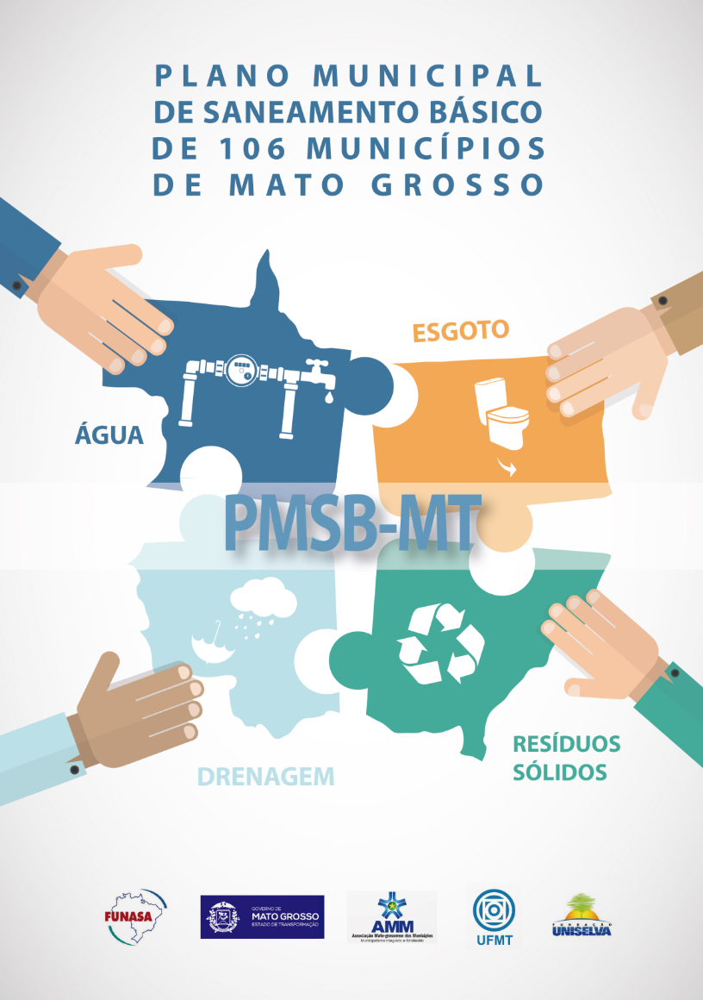 PLANO MUNICIPAL
DE SANEAMENTO BÁSICO
DE 106 MUNICÍPIOS
DE MATO GROSSO
ESGOTO
ÁGUA
PMSB-MT
RESÍDUOS
SÓLIDOS
DRENAGEM
FUNASA
GOVERNO DE
MATO GROSSO
ESTADO DE TRANSFORMAÇÃO
AMM
Associação Mato-grossense dos Municípios
UFMT
FUNDAÇÃO
UNISELVA